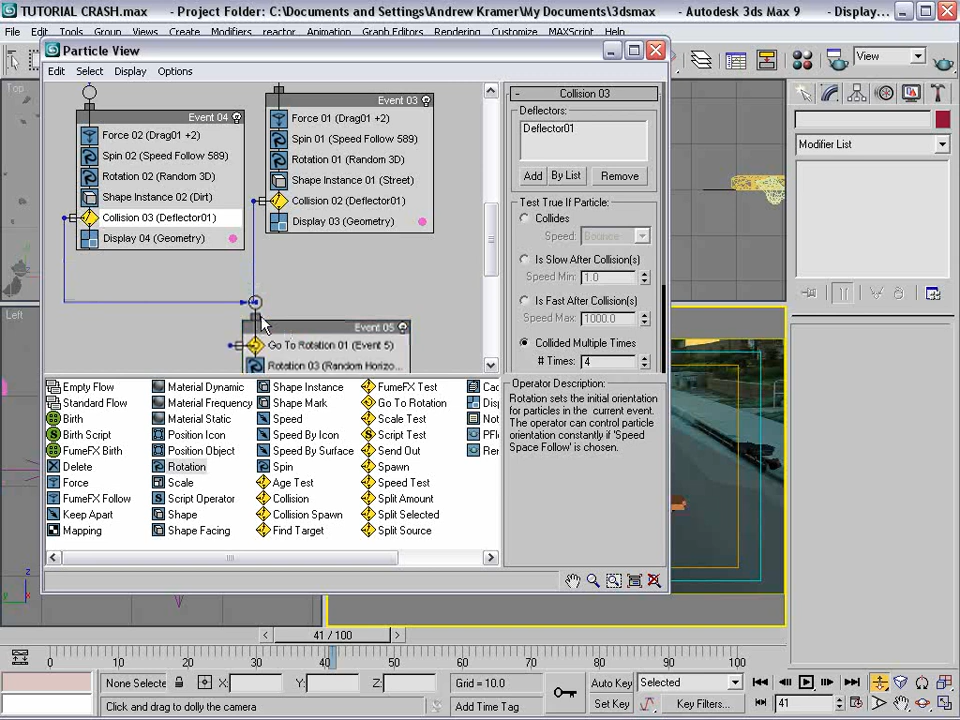 TUTORIAL CRASH.max - Project Folder: C:\Documents and Settings\Andrew Kramer\My Documents\3dsmax - Autodesk 3ds Max 9 - Display...
File Edit Tools Group Views Create Modifiers reactor Animation Graph Editors Rendering Customize MAXScript Help
Particle View
Edit Select Display Options
View
Top
Event 04
Force 02 (Drag01 +2)
Spin 02 (Speed Follow 589)
Rotation 02 (Random 3D)
Shape Instance 02 (Dirt)
Collision 03 (Deflector01)
Display 04 (Geometry)
Event 03
Force 01 (Drag01 +2)
Spin 01 (Speed Follow 589)
Rotation 01 (Random 3D)
Shape Instance 01 (Street)
Collision 02 (Deflector01)
Display 03 (Geometry)
Event 05
Go To Rotation 01 (Event 5)
Rotation 03 (Random Horizo...
- Collision 03
Deflectors:
Deflector01
Add By List Remove
Test True If Particle:
Collides
Speed: Bounce
Is Slow After Collision(s)
Speed Min: 1.0
Is Fast After Collision(s)
Speed Max: 1000.0
Collided Multiple Times
# Times: 4
Modifier List
Left
Empty Flow
Standard Flow
Birth
Birth Script
FumeFX Birth
Delete
Force
FumeFX Follow
Keep Apart
Mapping
Material Dynamic
Material Frequency
Material Static
Position Icon
Position Object
Rotation
Scale
Script Operator
Shape
Shape Facing
Shape Instance
Shape Mark
Speed
Speed By Icon
Speed By Surface
Spin
Age Test
Collision
Collision Spawn
Find Target
FumeFX Test
Go To Rotation
Scale Test
Script Test
Send Out
Spawn
Speed Test
Split Amount
Split Selected
Split Source
Cac
Disp
Not
PFl
Ren
Operator Description:
Rotation sets the initial orientation
for particles in the current event.
The operator can control particle
orientation constantly if 'Speed
Space Follow' is chosen.
z
y x
< 41 / 100 >
0 10 20 30 40 50 60 70 80 90 100
None Selecte X: Y: Z: Grid = 10.0 Auto Key Selected
Click and drag to dolly the camera Add Time Tag Set Key Key Filters... 41